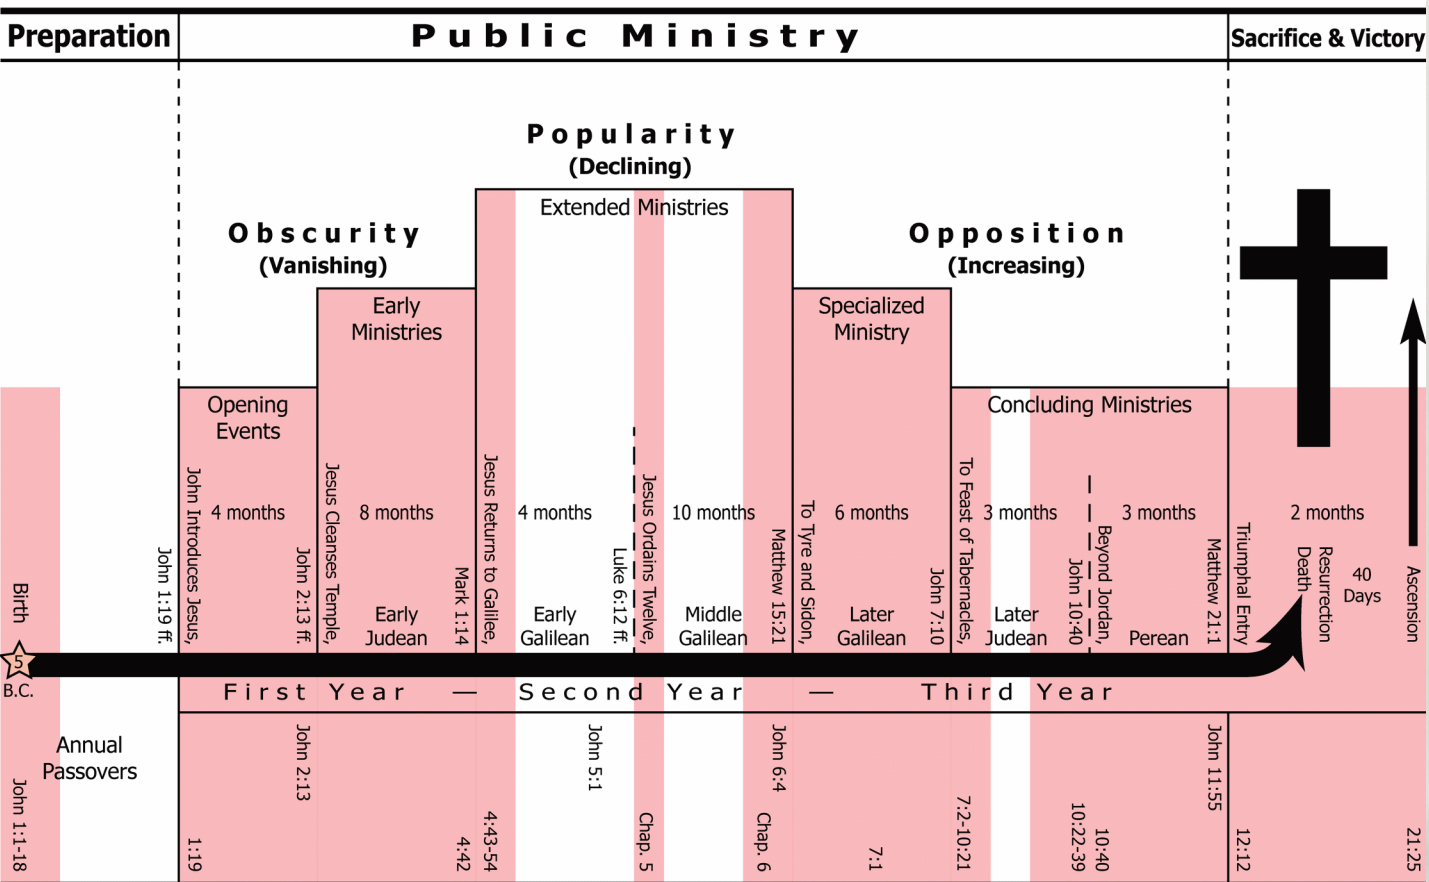 Preparation
Public Ministry
Sacrifice & Victory
Popularity
(Declining)
Extended Ministries
Obscurity
(Vanishing)
Opposition
(Increasing)
Early
Ministries
Specialized
Ministry
Opening
Events
Concluding Ministries
4 months
8 months
4 months
10 months
6 months
3 months
3 months
2 months
Birth
John 1:19 ff.
John Introduces Jesus,
John 2:13 ff.
Jesus Cleanses Temple,
Early
Judean
Mark 1:14
Jesus Returns to Galilee,
Early
Galilean
Luke 6:12 ff.
Jesus Ordains Twelve,
Middle
Galilean
Matthew 15:21
To Tyre and Sidon,
Later
Galilean
John 7:10
To Feast of Tabernacles,
Later
Judean
John 10:40
Beyond Jordan,
Perean
Matthew 21:1
Triumphal Entry
Death
Resurrection
40
Days
Ascension
5
B.C.
First Year — Second Year — Third Year
Annual
Passovers
John 2:13
John 5:1
John 6:4
John 11:55
John 1:1-18
1:19
4:42
4:43-54
Chap. 5
Chap. 6
7:1
7:2-10:21
10:22-39
10:40
12:12
21:25